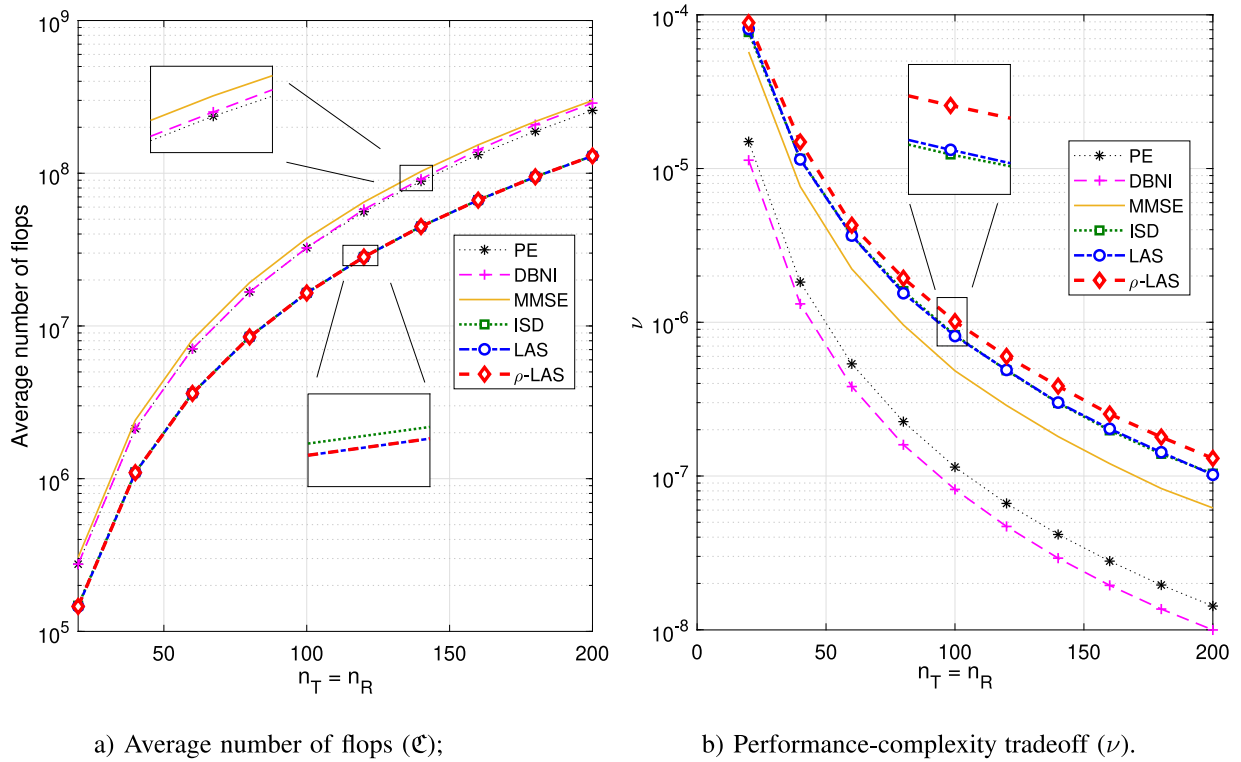 10^9
10^8
10^7
10^6
10^5
Average number of flops
50
100
150
200
n_T = n_R
PE
DBNI
MMSE
ISD
LAS
ρ-LAS
a) Average number of flops (ℭ);
10^-4
10^-5
10^-6
10^-7
10^-8
ν
0
50
100
150
200
n_T = n_R
PE
DBNI
MMSE
ISD
LAS
ρ-LAS
b) Performance-complexity tradeoff (ν).